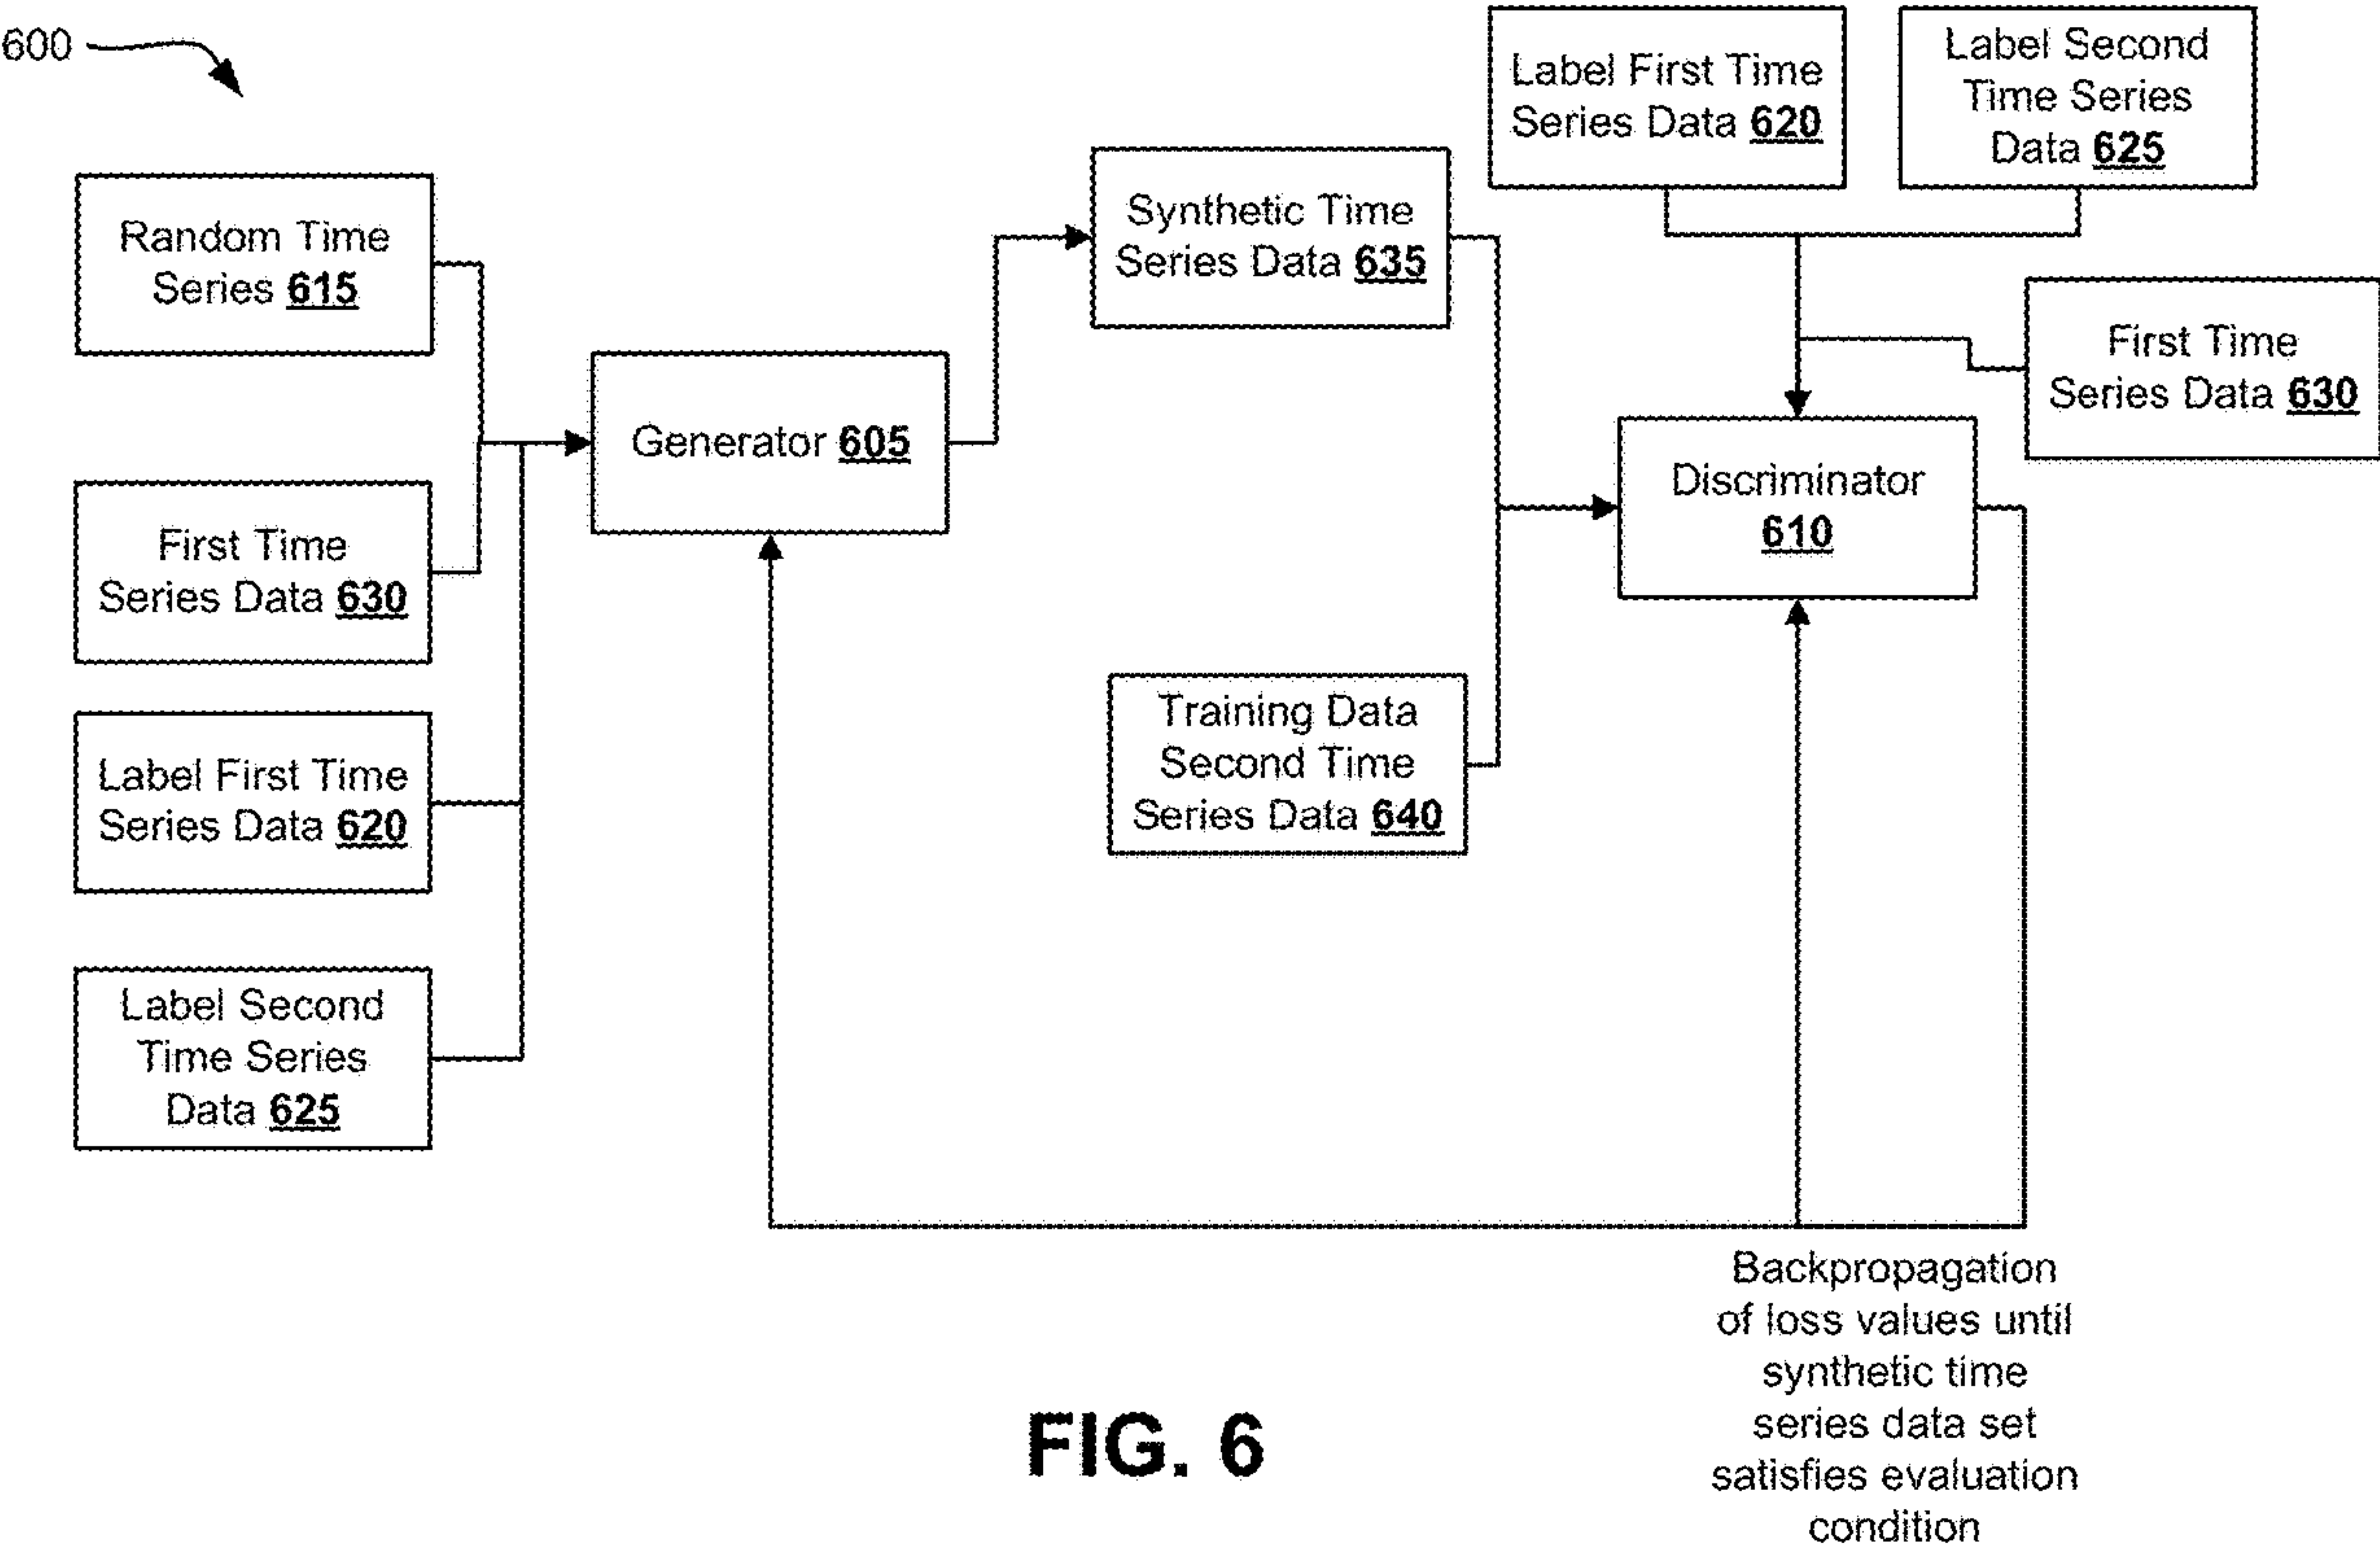 600
Random Time
Series 615
First Time
Series Data 630
Label First Time
Series Data 620
Label Second
Time Series
Data 625
Generator 605
Synthetic Time
Series Data 635
Training Data
Second Time
Series Data 640
Label First Time
Series Data 620
Label Second
Time Series
Data 625
First Time
Series Data 630
Discriminator
610
Backpropagation
of loss values until
synthetic time
series data set
satisfies evaluation
condition
FIG. 6